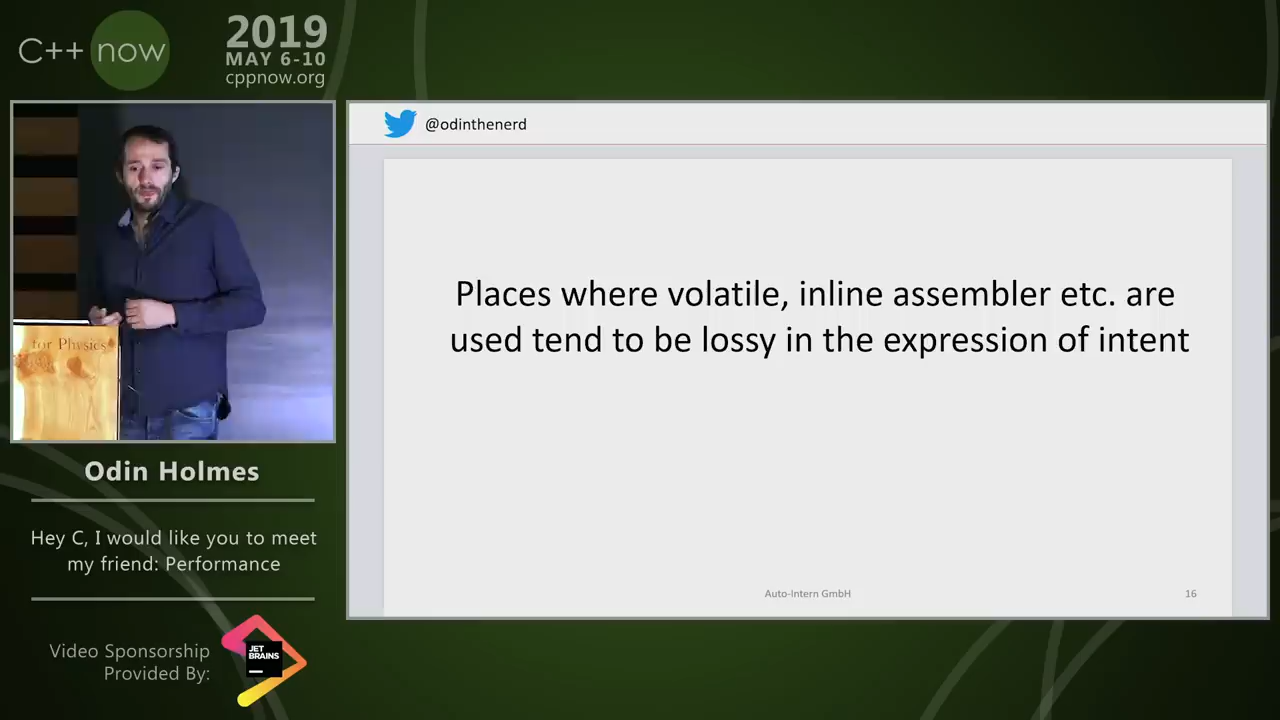 C++ now
2019
MAY 6-10
cppnow.org
@odinthenerd
Places where volatile, inline assembler etc. are
used tend to be lossy in the expression of intent
Auto-Intern GmbH
16
for Physics
Odin Holmes
Hey C, I would like you to meet
my friend: Performance
Video Sponsorship
Provided By:
JET
BRAINS